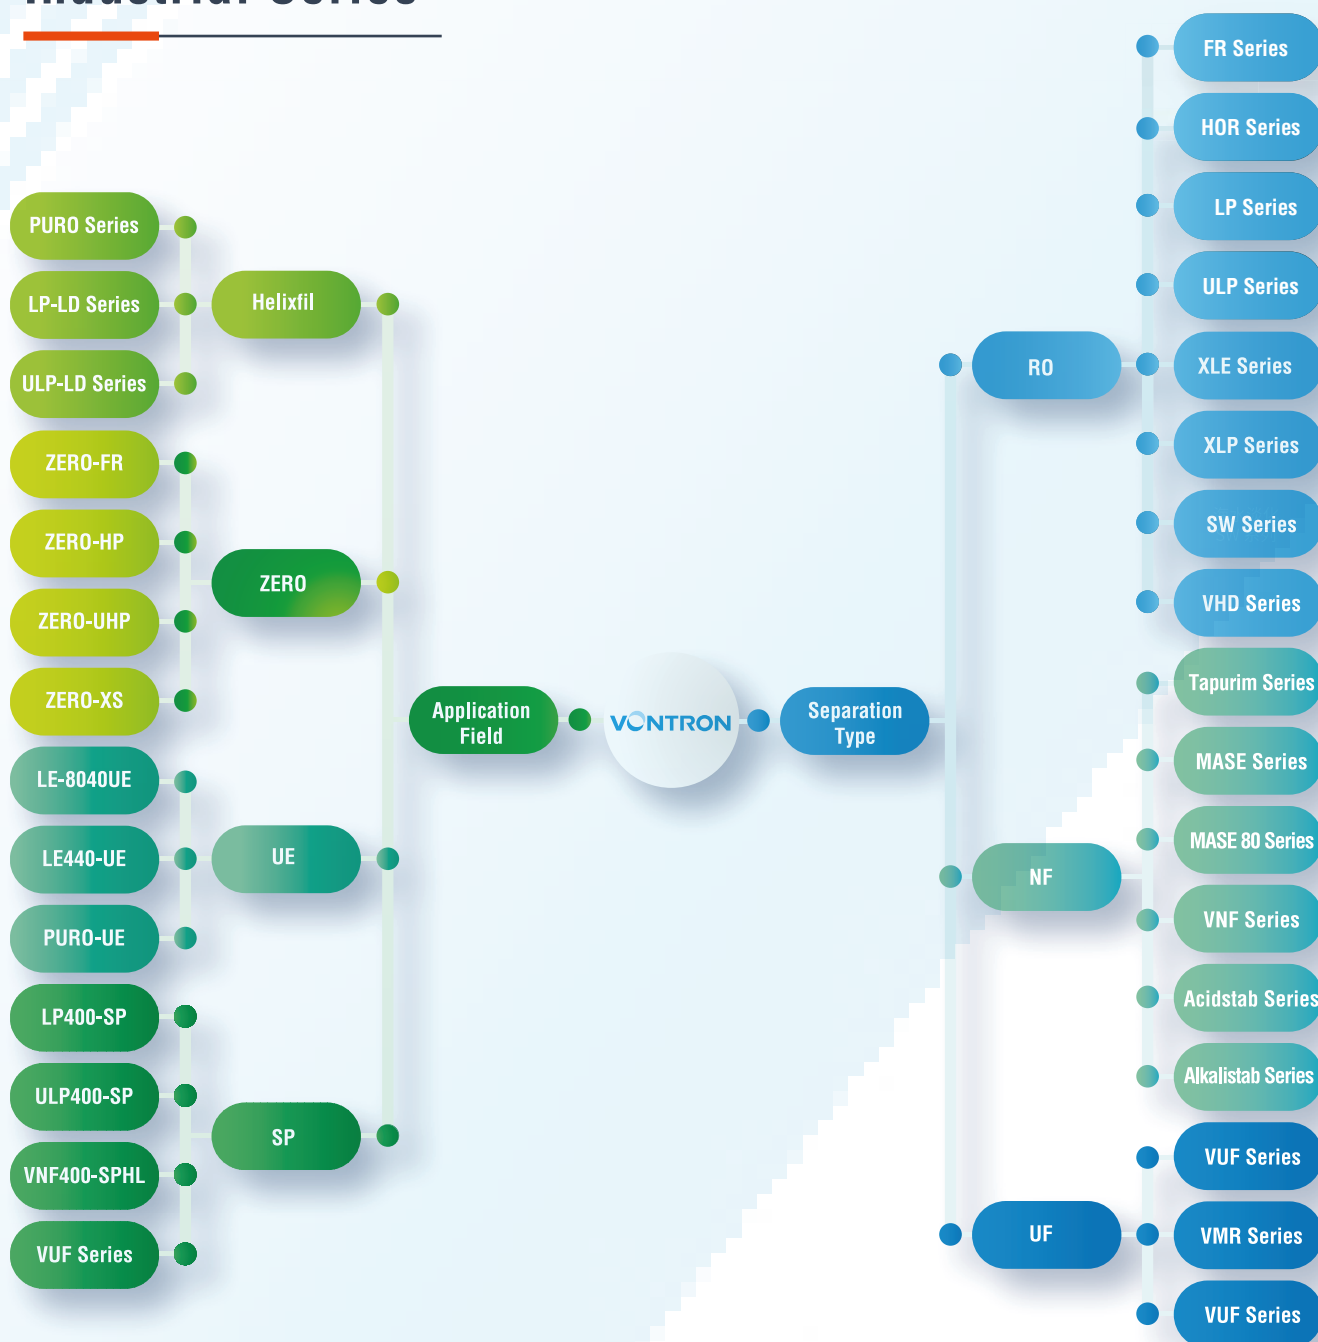 Industrial Series
PURO Series
LP-LD Series
ULP-LD Series
Helixfil
ZERO-FR
ZERO-HP
ZERO-UHP
ZERO-XS
ZERO
LE-8040UE
LE440-UE
PURO-UE
UE
LP400-SP
ULP400-SP
VNF400-SPHL
VUF Series
SP
Application
Field
VONTRON
Separation
Type
RO
FR Series
HOR Series
LP Series
ULP Series
XLE Series
XLP Series
SW Series
VHD Series
NF
Tapurim Series
MASE Series
MASE 80 Series
VNF Series
Acidstab Series
Alkalistab Series
UF
VUF Series
VMR Series
VUF Series